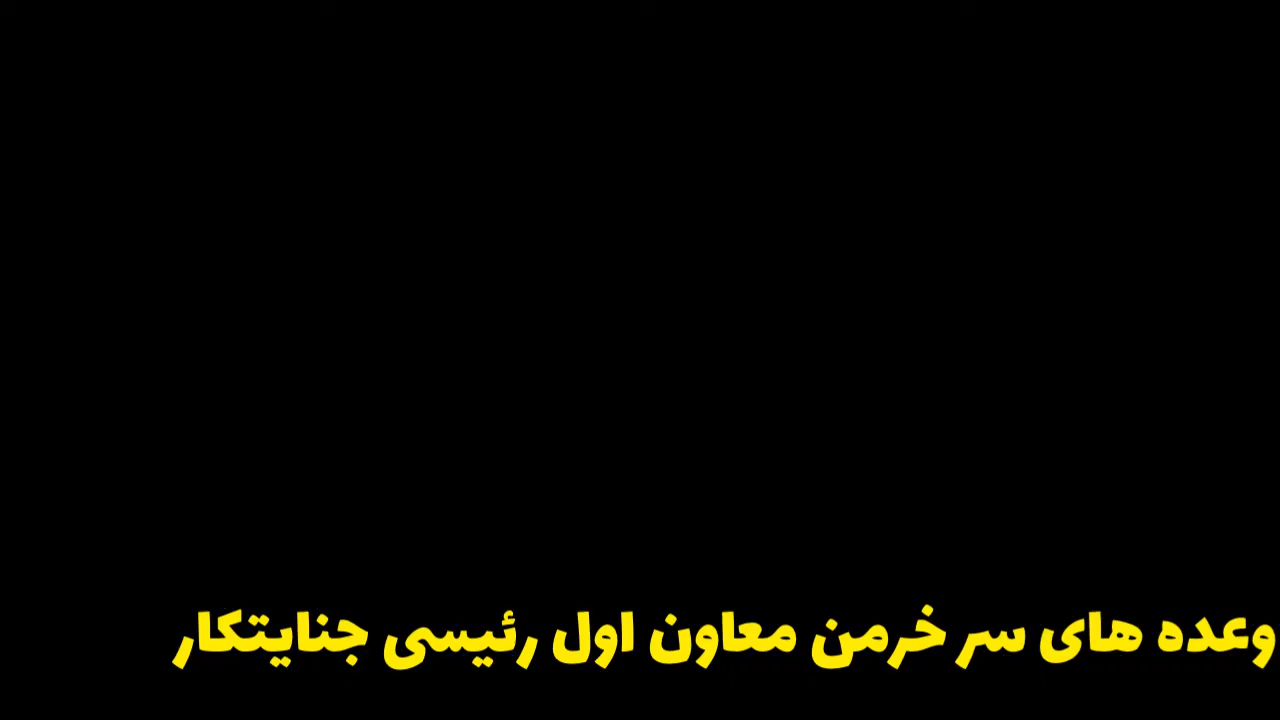 وعده های سر خرمن معاون اول رئیسی جنایتکار